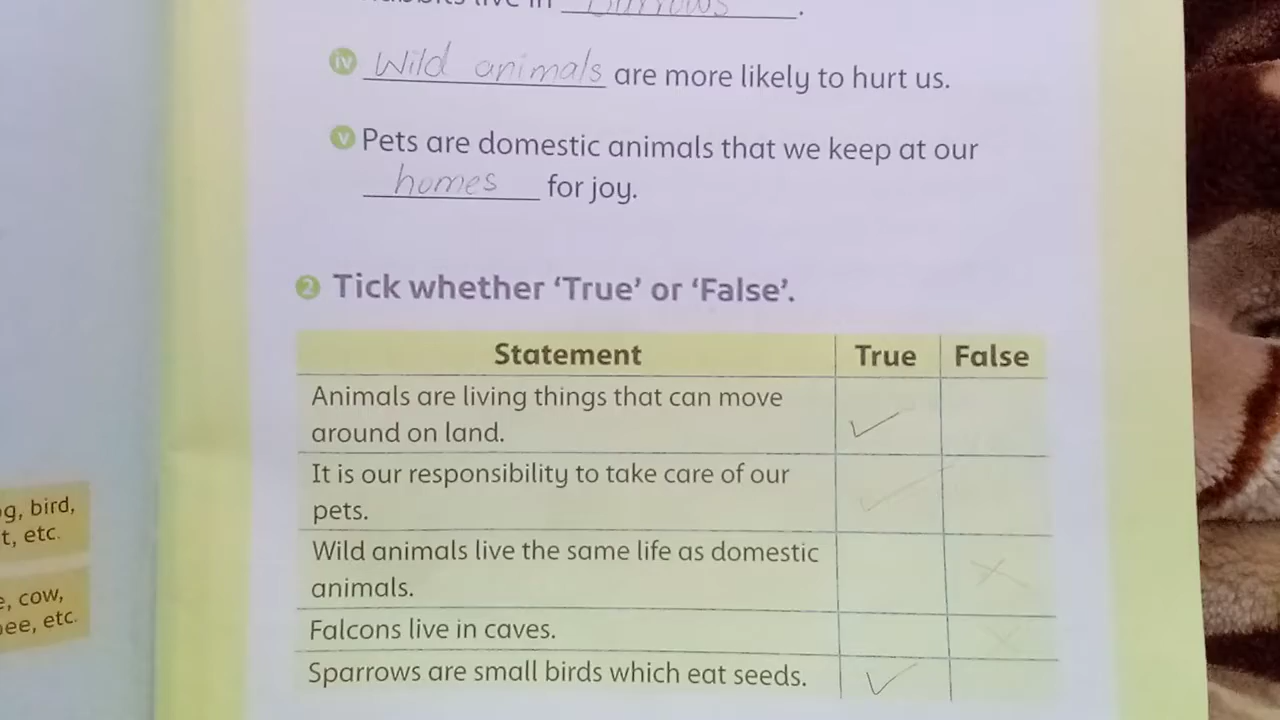 live in burrows.
iv Wild animals are more likely to hurt us.
v Pets are domestic animals that we keep at our
homes for joy.
2 Tick whether ‘True’ or ‘False’.
Statement True False
Animals are living things that can move
around on land. ✓
It is our responsibility to take care of our
pets. ✓
Wild animals live the same life as domestic
animals. ✗
Falcons live in caves. ✗
Sparrows are small birds which eat seeds. ✓
g, bird,
t, etc.
, cow,
ee, etc.